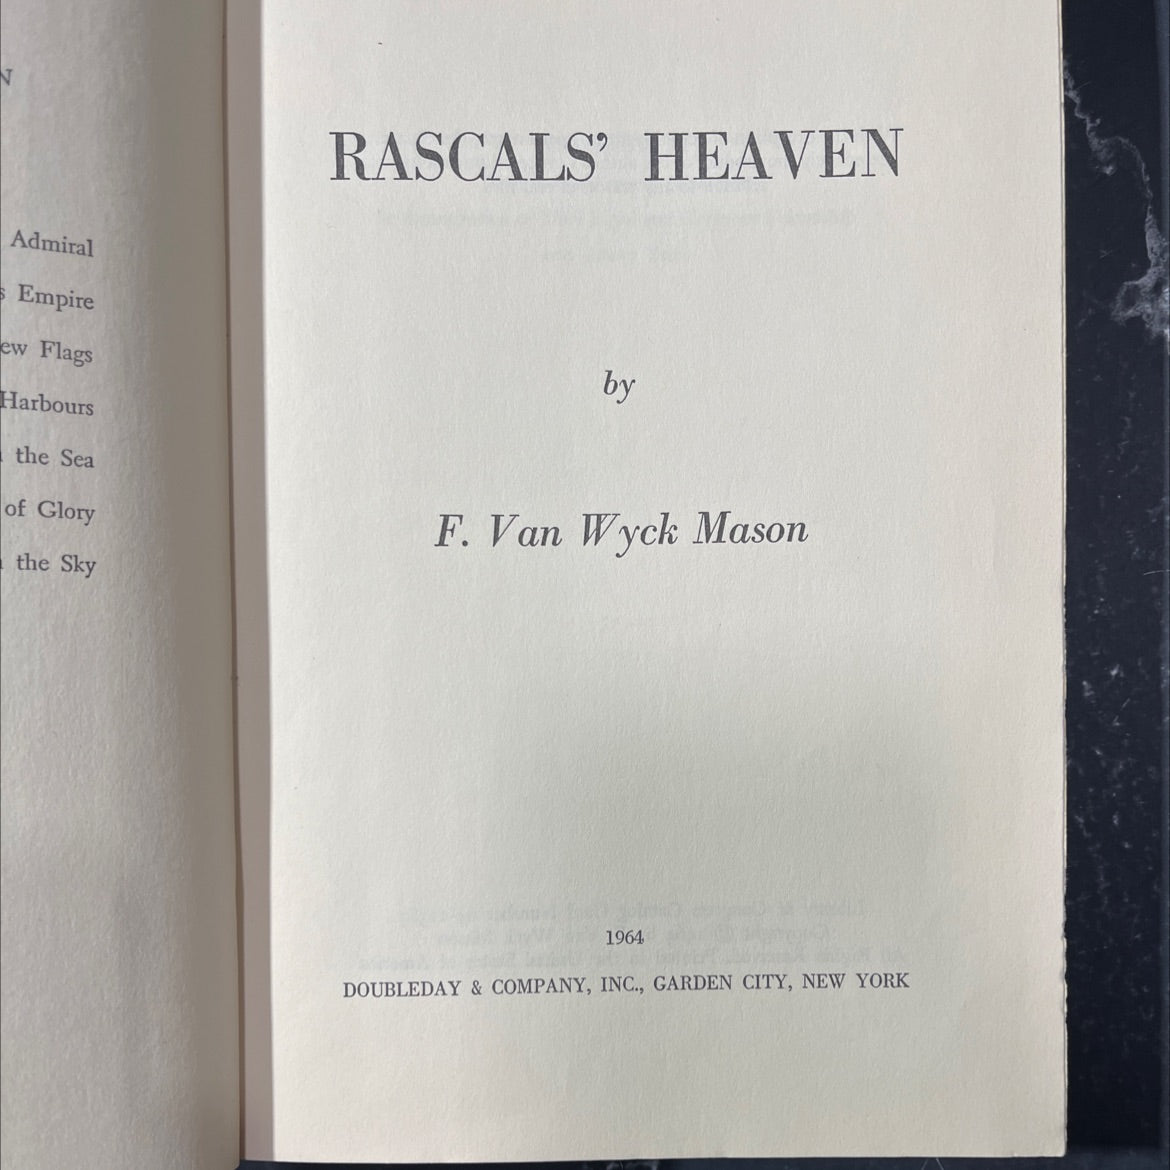 N
Admiral
s Empire
ew Flags
Harbours
the Sea
of Glory
the Sky
RASCALS' HEAVEN
by
F. Van Wyck Mason
1964
DOUBLEDAY & COMPANY, INC., GARDEN CITY, NEW YORK